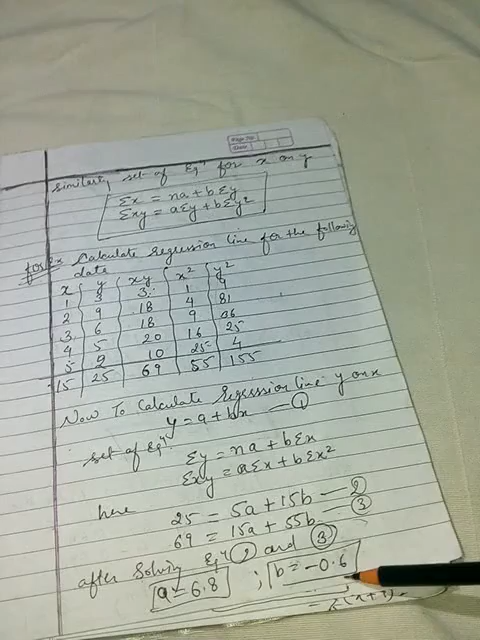 Page No.
Date
Similarly set of Eqn for x on y
Σx = na + bΣy
Σxy = aΣy + bΣy²
for Ex Calculate Regression line for the following
data
x y xy x² y²
1 3 3 1 9
2 9 18 4 81
3 6 18 9 36
4 5 20 16 25
5 2 10 25 4
15 25 69 55 155
Now To Calculate Regression line y on x
y = a + bx — ①
set of Eqn
Σy = na + bΣx
Σxy = aΣx + bΣx²
here
25 = 5a + 15b — ②
69 = 15a + 55b — ③
after Solving Eqn ② and ③
a = 6.8 ; b = -0.6